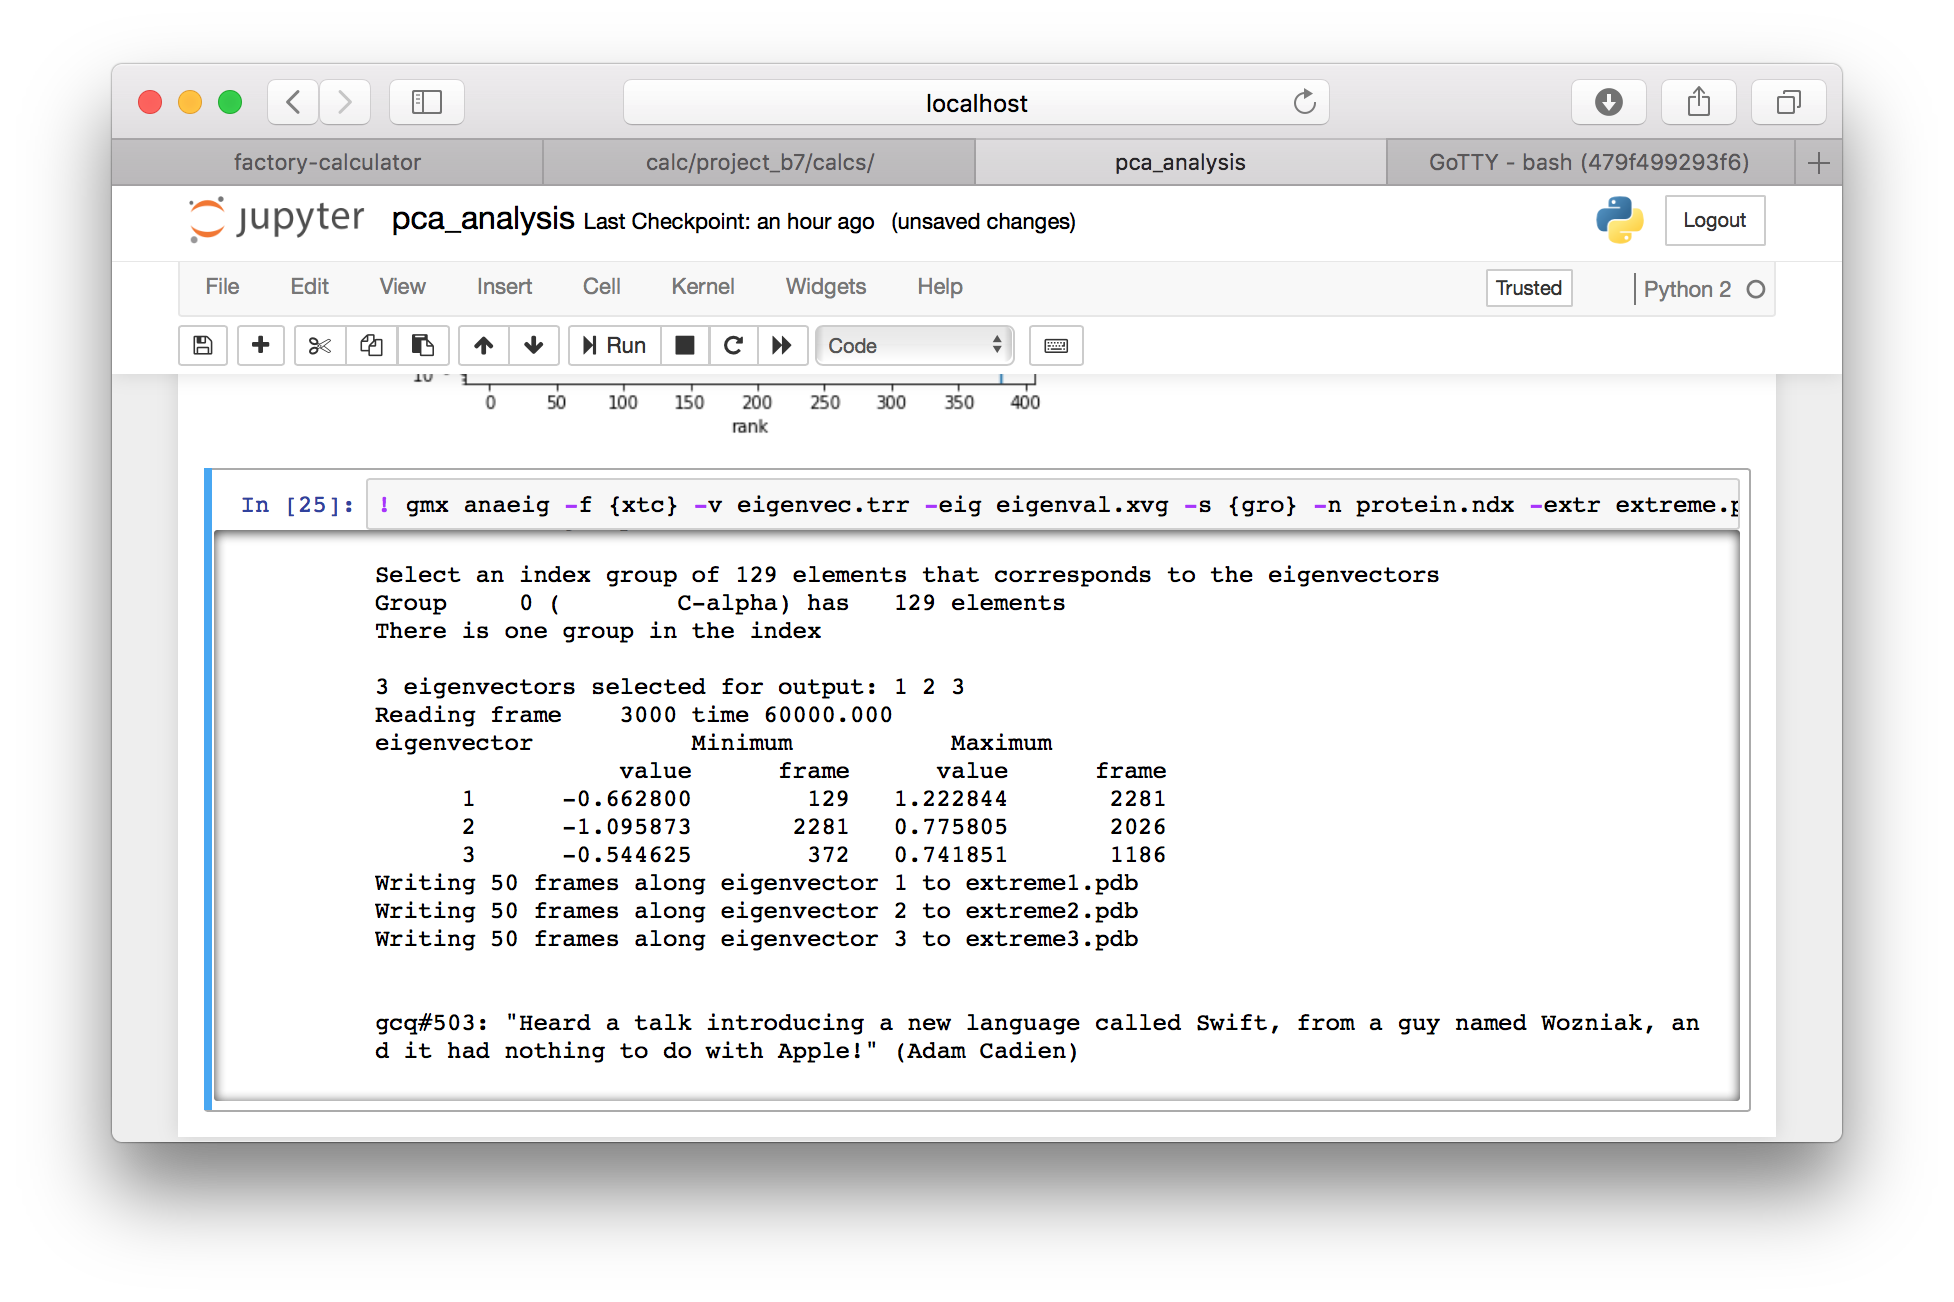 localhost
factory-calculator
calc/project_b7/calcs/
pca_analysis
GoTTY - bash (479f499293f6)
jupyter pca_analysis Last Checkpoint: an hour ago (unsaved changes)
Logout
File Edit View Insert Cell Kernel Widgets Help
Trusted
Python 2
Run
Code
0 50 100 150 200 250 300 350 400
rank
In [25]: ! gmx anaeig -f {xtc} -v eigenvec.trr -eig eigenval.xvg -s {gro} -n protein.ndx -extr extreme.p
Select an index group of 129 elements that corresponds to the eigenvectors
Group 0 ( C-alpha) has 129 elements
There is one group in the index
3 eigenvectors selected for output: 1 2 3
Reading frame 3000 time 60000.000
eigenvector Minimum Maximum
value frame value frame
1 -0.662800 129 1.222844 2281
2 -1.095873 2281 0.775805 2026
3 -0.544625 372 0.741851 1186
Writing 50 frames along eigenvector 1 to extreme1.pdb
Writing 50 frames along eigenvector 2 to extreme2.pdb
Writing 50 frames along eigenvector 3 to extreme3.pdb
gcq#503: "Heard a talk introducing a new language called Swift, from a guy named Wozniak, an
d it had nothing to do with Apple!" (Adam Cadien)